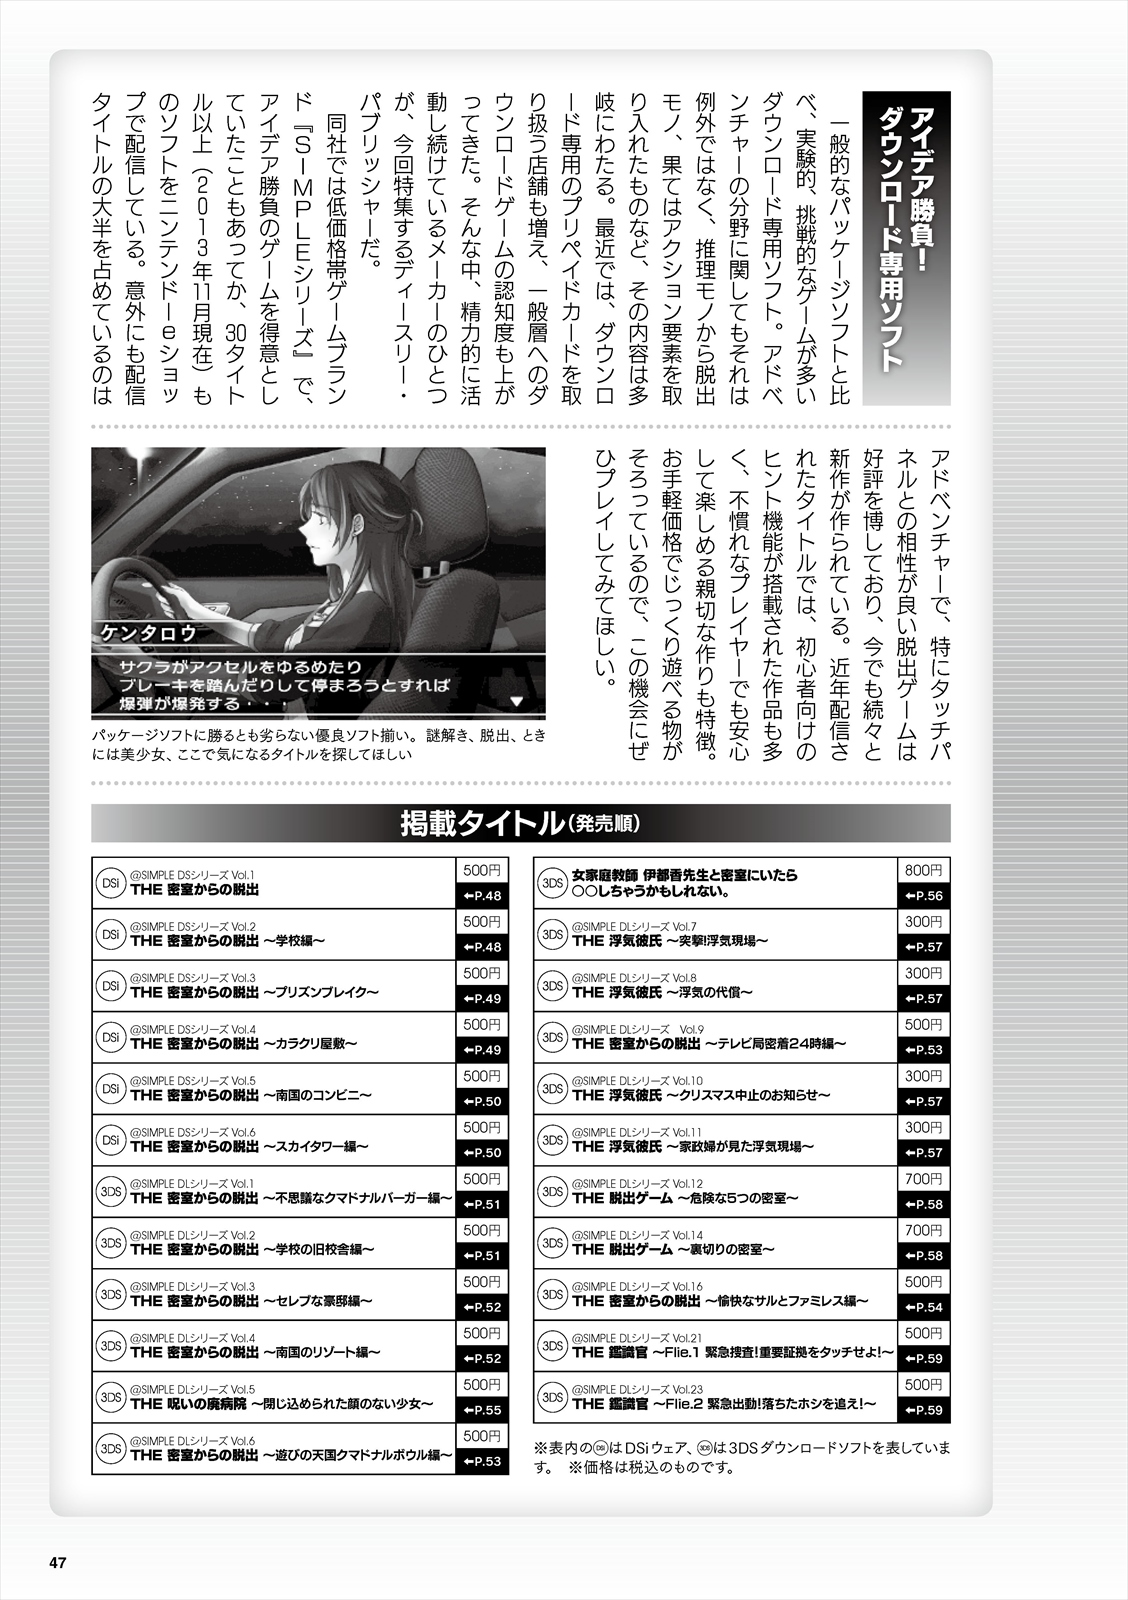 アイデア勝負！
ダウンロード専用ソフト
一般的なパッケージソフトと比
べ、実験的、挑戦的なゲームが多い
ダウンロード専用ソフト。アドベ
ンチャーの分野に関してもそれは
例外ではなく、推理モノから脱出
モノ、果てはアクション要素を取
り入れたものなど、その内容は多
岐にわたる。最近では、ダウンロ
ード専用のプリペイドカードを取
り扱う店舗も増え、一般層へのダ
ウンロードゲームの認知度も上が
ってきた。そんな中、精力的に活
動し続けているメーカーのひとつ
が、今回特集するディースリー・
パブリッシャーだ。
同社では低価格帯ゲームブラン
ド『SIMPLEシリーズ』で、
アイデア勝負のゲームを得意とし
ていたこともあってか、30タイト
ル以上（2013年11月現在）も
のソフトをニンテンドーeショッ
プで配信している。意外にも配信
タイトルの大半を占めているのは
アドベンチャーで、特にタッチパ
ネルとの相性が良い脱出ゲームは
好評を博しており、今でも続々と
新作が作られている。近年配信さ
れたタイトルでは、初心者向けの
ヒント機能が搭載された作品も多
く、不慣れなプレイヤーでも安心
して楽しめる親切な作りも特徴。
お手軽価格でじっくり遊べる物が
そろっているので、この機会にぜ
ひプレイしてみてほしい。
ケンタロウ
サクラがアクセルをゆるめたり
ブレーキを踏んだりして停まろうとすれば
爆弾が爆発する・・・
パッケージソフトに勝るとも劣らない優良ソフト揃い。謎解き、脱出、とき
には美少女、ここで気になるタイトルを探してほしい
掲載タイトル（発売順）
DSi @SIMPLE DSシリーズ Vol.1 500円
THE 密室からの脱出 ←P.48
DSi @SIMPLE DSシリーズ Vol.2 500円
THE 密室からの脱出 ～学校編～ ←P.48
DSi @SIMPLE DSシリーズ Vol.3 500円
THE 密室からの脱出 ～プリズンブレイク～ ←P.49
DSi @SIMPLE DSシリーズ Vol.4 500円
THE 密室からの脱出 ～カラクリ屋敷～ ←P.49
DSi @SIMPLE DSシリーズ Vol.5 500円
THE 密室からの脱出 ～南国のコンビニ～ ←P.50
DSi @SIMPLE DSシリーズ Vol.6 500円
THE 密室からの脱出 ～スカイタワー編～ ←P.50
3DS @SIMPLE DLシリーズ Vol.1 500円
THE 密室からの脱出 ～不思議なクマドナルバーガー編～ ←P.51
3DS @SIMPLE DLシリーズ Vol.2 500円
THE 密室からの脱出 ～学校の旧校舎編～ ←P.51
3DS @SIMPLE DLシリーズ Vol.3 500円
THE 密室からの脱出 ～セレブな豪邸編～ ←P.52
3DS @SIMPLE DLシリーズ Vol.4 500円
THE 密室からの脱出 ～南国のリゾート編～ ←P.52
3DS @SIMPLE DLシリーズ Vol.5 500円
THE 呪いの廃病院 ～閉じ込められた顔のない少女～ ←P.55
3DS @SIMPLE DLシリーズ Vol.6 500円
THE 密室からの脱出 ～遊びの天国クマドナルボウル編～ ←P.53
3DS 女家庭教師 伊都香先生と密室にいたら 800円
○○しちゃうかもしれない。 ←P.56
3DS @SIMPLE DLシリーズ Vol.7 300円
THE 浮気彼氏 ～突撃！浮気現場～ ←P.57
3DS @SIMPLE DLシリーズ Vol.8 300円
THE 浮気彼氏 ～浮気の代償～ ←P.57
3DS @SIMPLE DLシリーズ Vol.9 500円
THE 密室からの脱出 ～テレビ局密着24時編～ ←P.53
3DS @SIMPLE DLシリーズ Vol.10 300円
THE 浮気彼氏 ～クリスマス中止のお知らせ～ ←P.57
3DS @SIMPLE DLシリーズ Vol.11 300円
THE 浮気彼氏 ～家政婦が見た浮気現場～ ←P.57
3DS @SIMPLE DLシリーズ Vol.12 700円
THE 脱出ゲーム ～危険な5つの密室～ ←P.58
3DS @SIMPLE DLシリーズ Vol.14 700円
THE 脱出ゲーム ～裏切りの密室～ ←P.58
3DS @SIMPLE DLシリーズ Vol.16 500円
THE 密室からの脱出 ～愉快なサルとファミレス編～ ←P.54
3DS @SIMPLE DLシリーズ Vol.21 500円
THE 鑑識官 ～Flie.1 緊急捜査！重要証拠をタッチせよ！～ ←P.59
3DS @SIMPLE DLシリーズ Vol.23 500円
THE 鑑識官 ～Flie.2 緊急出動！落ちたホシを追え！～ ←P.59
※表内のDSiはDSiウェア、3DSは3DSダウンロードソフトを表していま
す。 ※価格は税込のものです。
47